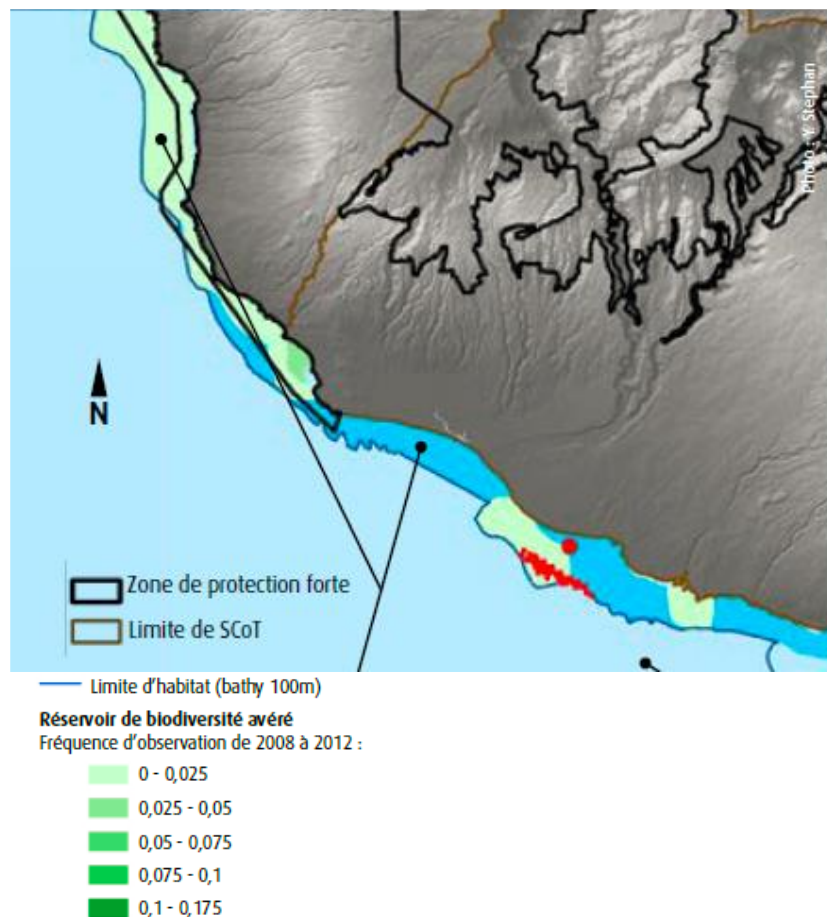 Photo : Y. Stephan
N
Zone de protection forte
Limite de SCoT
Limite d'habitat (bathy 100m)
Réservoir de biodiversité avéré
Fréquence d'observation de 2008 à 2012 :
0 - 0,025
0,025 - 0,05
0,05 - 0,075
0,075 - 0,1
0,1 - 0,175